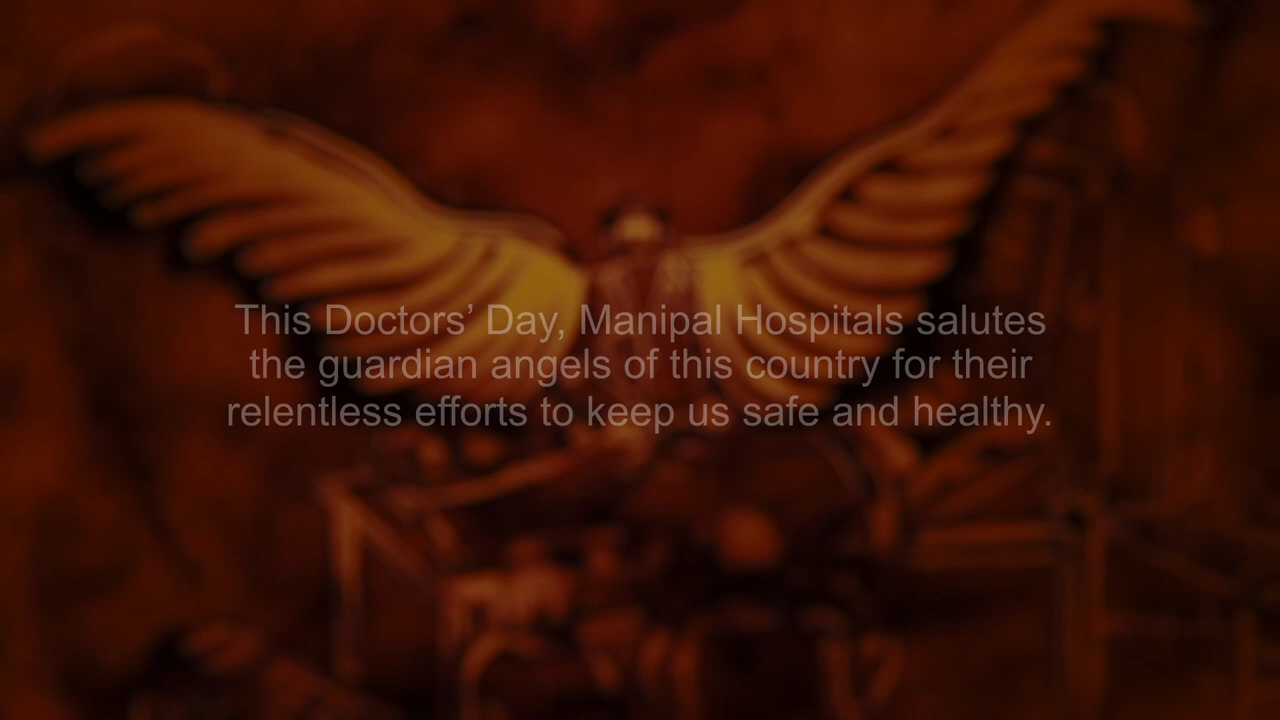 This Doctors’ Day, Manipal Hospitals salutes
the guardian angels of this country for their
relentless efforts to keep us safe and healthy.